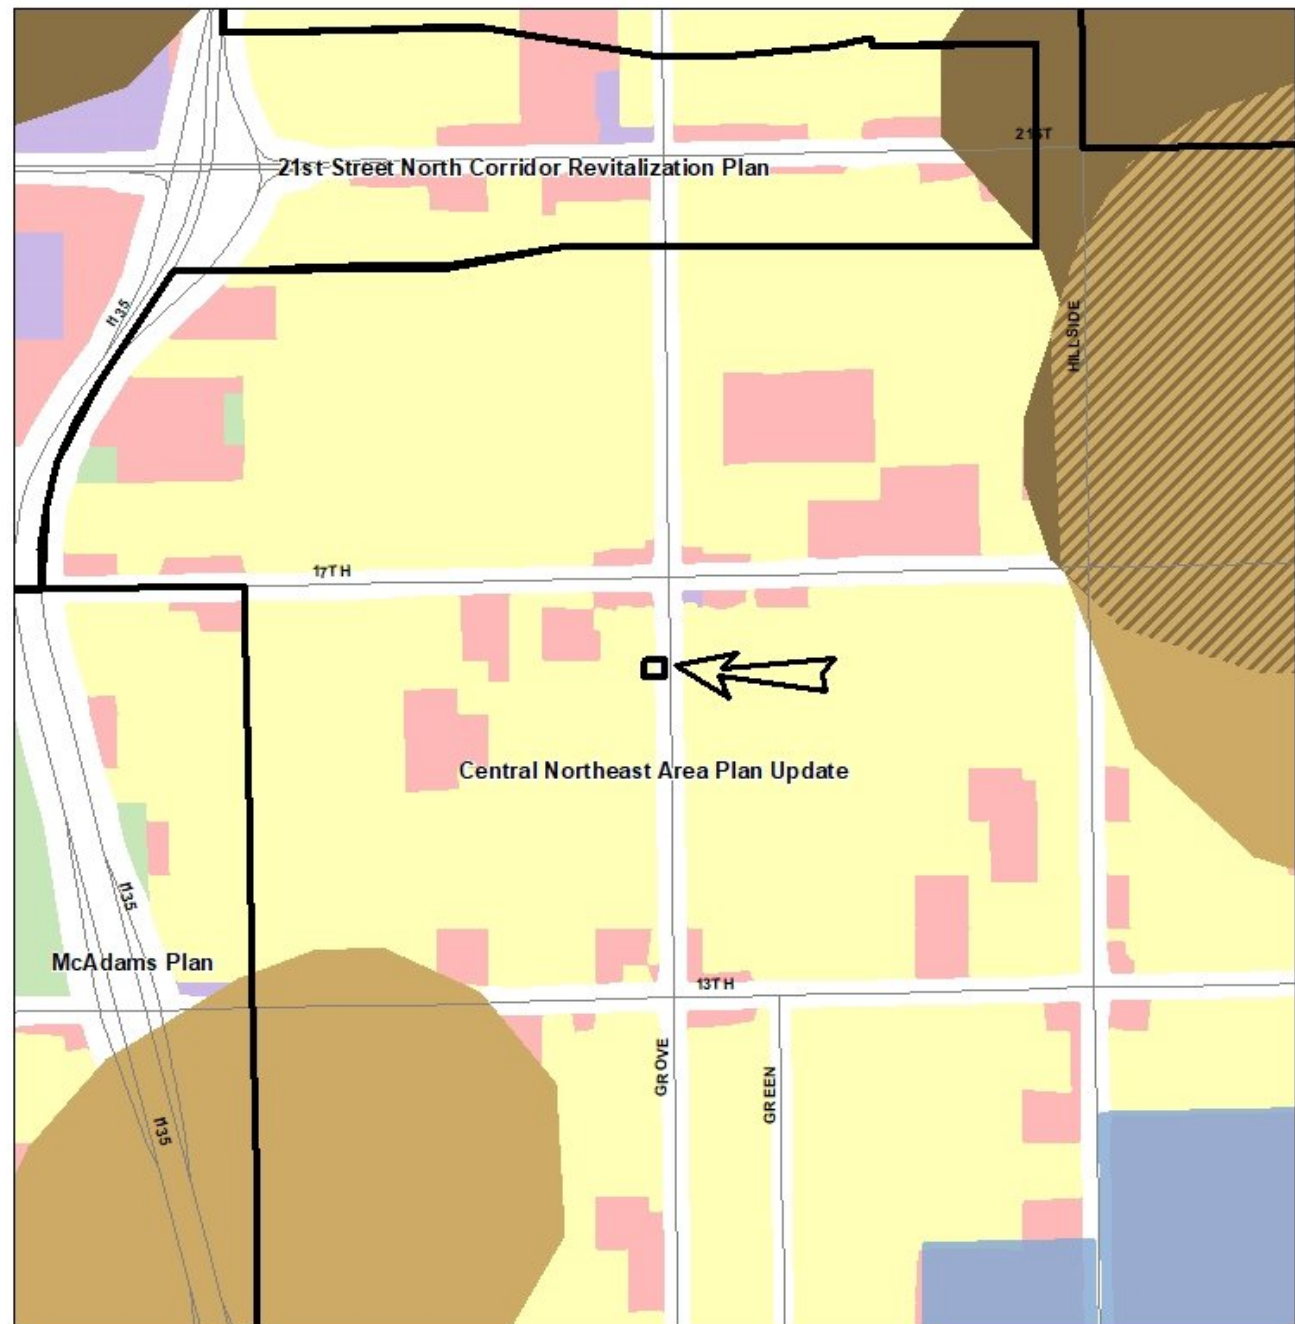 21ST
21st Street North Corridor Revitalization Plan
I135
HILLSIDE
17TH
Central Northeast Area Plan Update
I135
McAdams Plan
13TH
GROVE
GREEN
I135